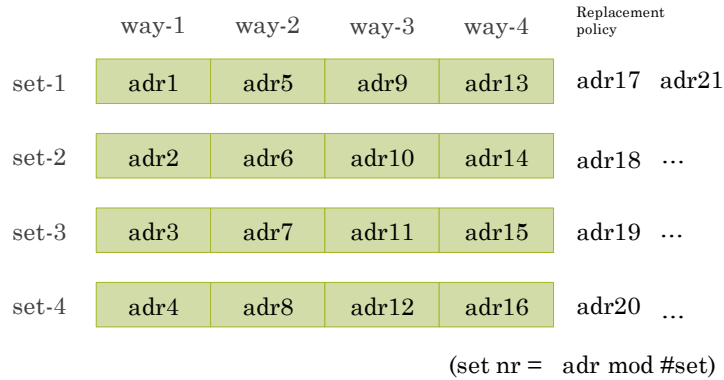 way-1 way-2 way-3 way-4 Replacement
policy
set-1 adr1 adr5 adr9 adr13 adr17 adr21
set-2 adr2 adr6 adr10 adr14 adr18 ...
set-3 adr3 adr7 adr11 adr15 adr19 ...
set-4 adr4 adr8 adr12 adr16 adr20 ...
(set nr = adr mod #set)